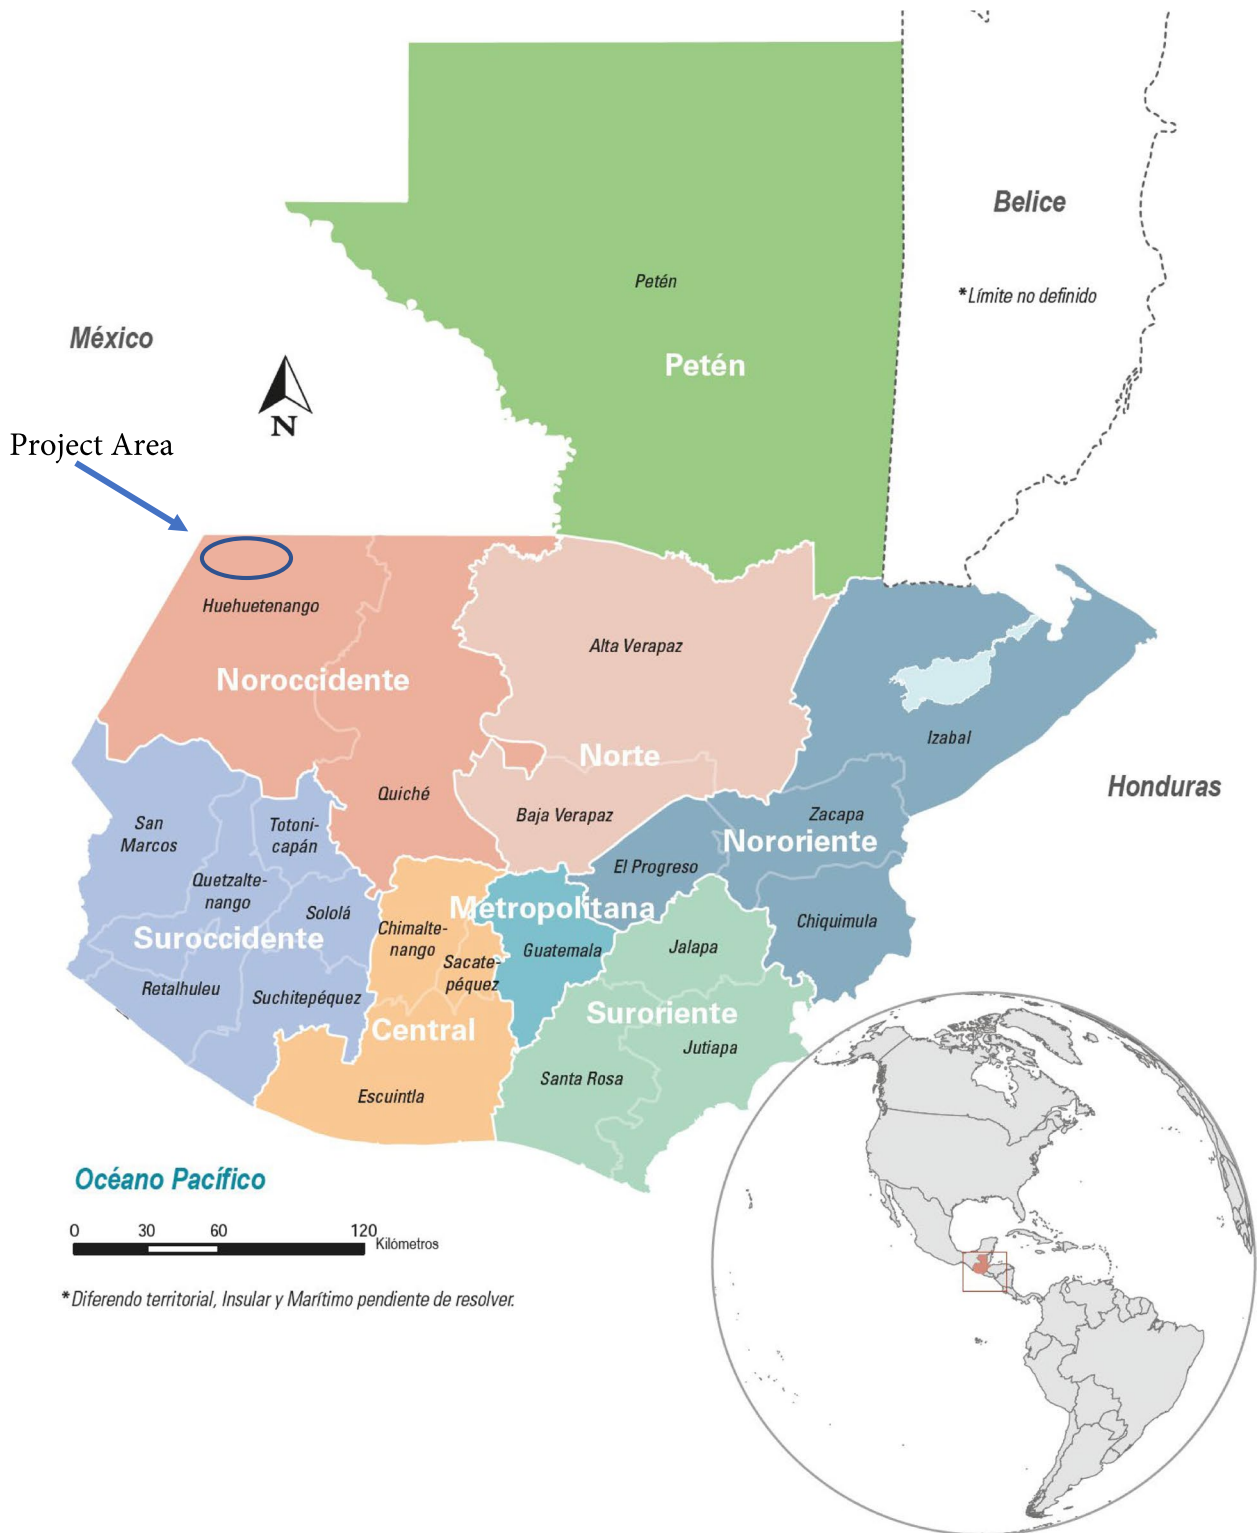 Belice
*Límite no definido
Petén
México
Petén
N
Project Area
Huehuetenango
Alta Verapaz
Noroccidente
Izabal
Norte
Honduras
Quiché
Baja Verapaz
Zacapa
San
Marcos
Totoni-
capán
Nororiente
El Progreso
Quetzalte-
nango
Metropolitana
Sololá
Chiquimula
Chimalte-
nango
Suroccidente
Guatemala
Jalapa
Sacate-
péquez
Retalhuleu
Suchitepéquez
Suroriente
Central
Jutiapa
Santa Rosa
Escuintla
Océano Pacífico
0 30 60 120
Kilómetros
*Diferendo territorial, Insular y Marítimo pendiente de resolver.